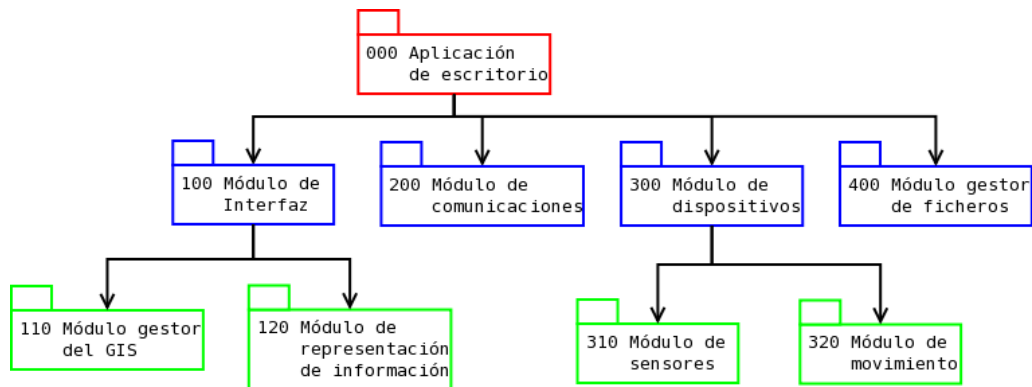 000 Aplicación
de escritorio
100 Módulo de
Interfaz
200 Módulo de
comunicaciones
300 Módulo de
dispositivos
400 Módulo gestor
de ficheros
110 Módulo gestor
del GIS
120 Módulo de
representación
de información
310 Módulo de
sensores
320 Módulo de
movimiento